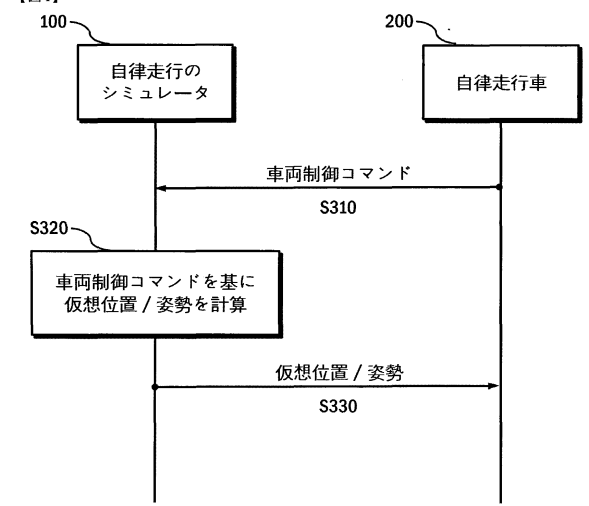 100
200
自律走行の
シミュレータ
自律走行車
車両制御コマンド
S310
S320
車両制御コマンドを基に
仮想位置 / 姿勢を計算
仮想位置 / 姿勢
S330